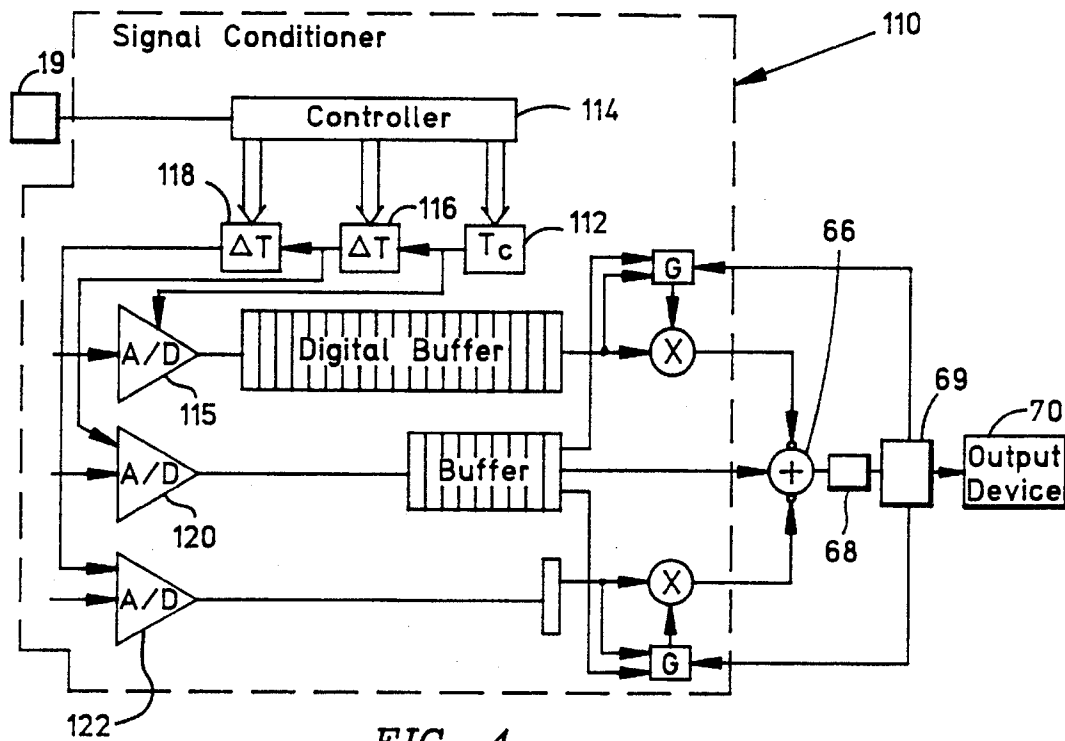 Signal Conditioner
110
19
Controller
114
118
116
112
ΔT
ΔT
Tc
66
G
A/D
Digital Buffer
X
115
69
70
A/D
Buffer
+
Output
Device
120
68
A/D
X
G
122
FIG. 4